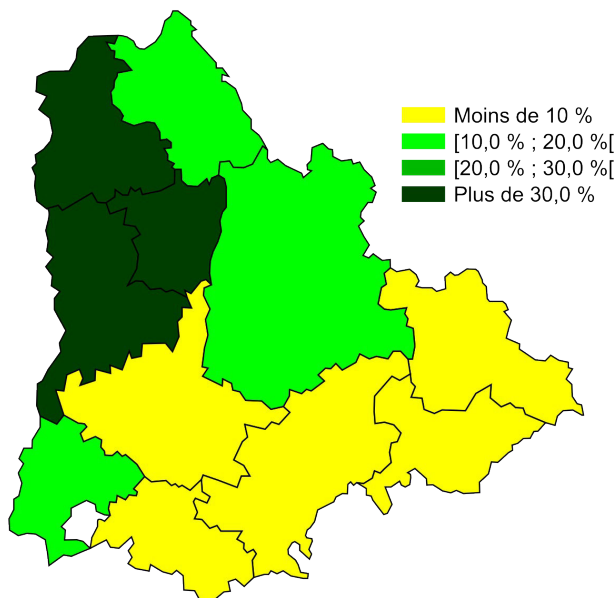 Moins de 10 %
[10,0 % ; 20,0 %[
[20,0 % ; 30,0 %[
Plus de 30,0 %